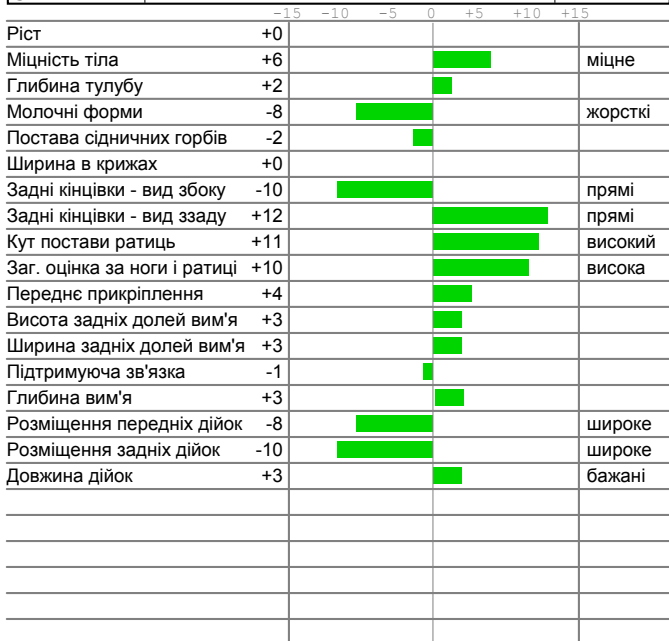 -15 -10 -5 0 +5 +10 +15
Ріст +0
Міцність тіла +6 міцне
Глибина тулубу +2
Молочні форми -8 жорсткі
Постава сідничних горбів -2
Ширина в крижах +0
Задні кінцівки - вид збоку -10 прямі
Задні кінцівки - вид ззаду +12 прямі
Кут постави ратиць +11 високий
Заг. оцінка за ноги і ратиці +10 висока
Переднє прикріплення +4
Висота задніх долей вим'я +3
Ширина задніх долей вим'я +3
Підтримуюча зв'язка -1
Глибина вим'я +3
Розміщення передніх дійок -8 широке
Розміщення задніх дійок -10 широке
Довжина дійок +3 бажані